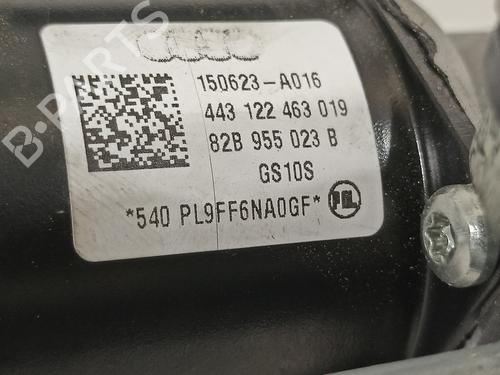 B-PARTS
150623-A016
443 122 463 019
82B 955 023 B
GS10S
*540 PL9FF6NA0GF*